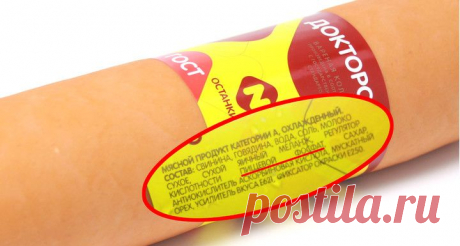 ГОСТ
ОСТАНКИ
ДОКТОРС
МЯСНОЙ ПРОДУКТ КАТЕГОРИИ А, ОХЛАЖДЕННЫЙ.
СОСТАВ: СВИНИНА, ГОВЯДИНА, ВОДА, СОЛЬ, МОЛОКО
СУХОЕ, СУХОЙ ЯИЧНЫЙ МЕЛАНЖ, РЕГУЛЯТОР
КИСЛОТНОСТИ ПИЩЕВОЙ ФОСФАТ, САХАР,
АНТИОКИСЛИТЕЛЬ АСКОРБИНОВАЯ КИСЛОТА, МУСКАТНЫЙ
ОРЕХ, УСИЛИТЕЛЬ ВКУСА Е621, ФИКСАТОР ОКРАСКИ Е250.
postila.ru